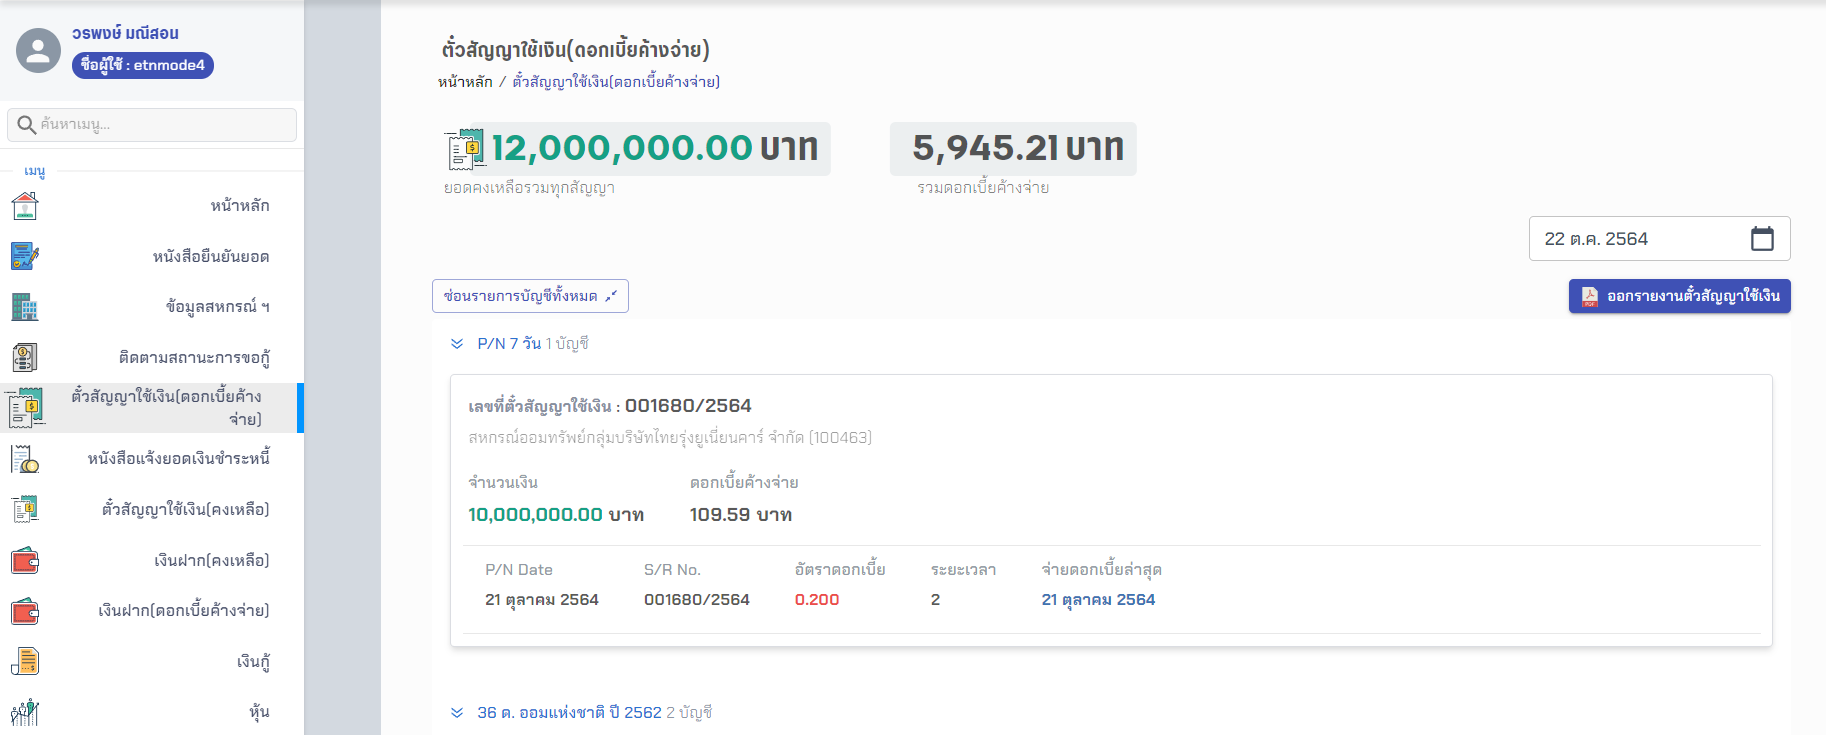 วรพงษ์ มณีสอน
ชื่อผู้ใช้ : etnmode4
ค้นหาเมนู...
เมนู
หน้าหลัก
หนังสือยืนยันยอด
ข้อมูลสหกรณ์ ฯ
ติดตามสถานะการขอกู้
ตั๋วสัญญาใช้เงิน(ดอกเบี้ยค้าง
จ่าย)
หนังสือแจ้งยอดเงินชำระหนี้
ตั๋วสัญญาใช้เงิน(คงเหลือ)
เงินฝาก(คงเหลือ)
เงินฝาก(ดอกเบี้ยค้างจ่าย)
เงินกู้
หุ้น
ตั๋วสัญญาใช้เงิน(ดอกเบี้ยค้างจ่าย)
หน้าหลัก / ตั๋วสัญญาใช้เงิน(ดอกเบี้ยค้างจ่าย)
12,000,000.00 บาท
ยอดคงเหลือรวมทุกสัญญา
5,945.21 บาท
รวมดอกเบี้ยค้างจ่าย
22 ต.ค. 2564
ซ่อนรายการบัญชีทั้งหมด
PDF ออกรายงานตั๋วสัญญาใช้เงิน
P/N 7 วัน 1 บัญชี
เลขที่ตั๋วสัญญาใช้เงิน : 001680/2564
สหกรณ์ออมทรัพย์กลุ่มบริษัทไทยรุ่งยูเนี่ยนคาร์ จำกัด (100463)
จำนวนเงิน ดอกเบี้ยค้างจ่าย
10,000,000.00 บาท 109.59 บาท
P/N Date S/R No. อัตราดอกเบี้ย ระยะเวลา จ่ายดอกเบี้ยล่าสุด
21 ตุลาคม 2564 001680/2564 0.200 2 21 ตุลาคม 2564
36 ด. ออมแห่งชาติ ปี 2562 2 บัญชี